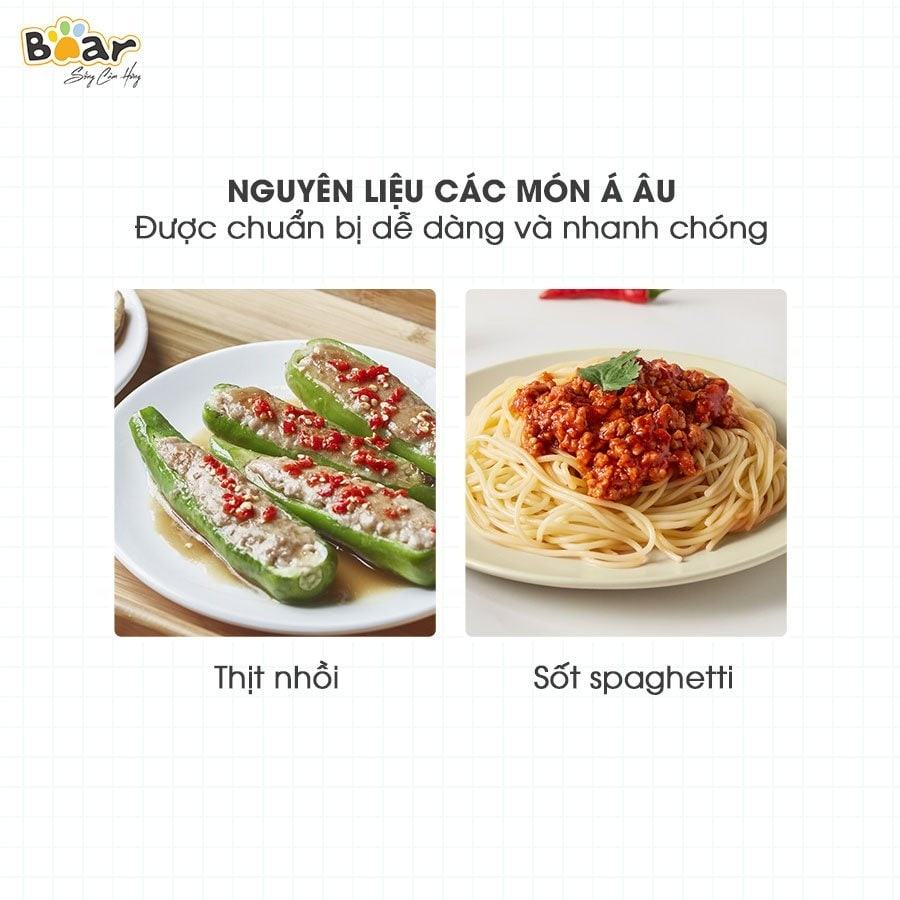 Bear
Sống Cảm Hứng
NGUYÊN LIỆU CÁC MÓN Á ÂU
Được chuẩn bị dễ dàng và nhanh chóng
Thịt nhồi
Sốt spaghetti